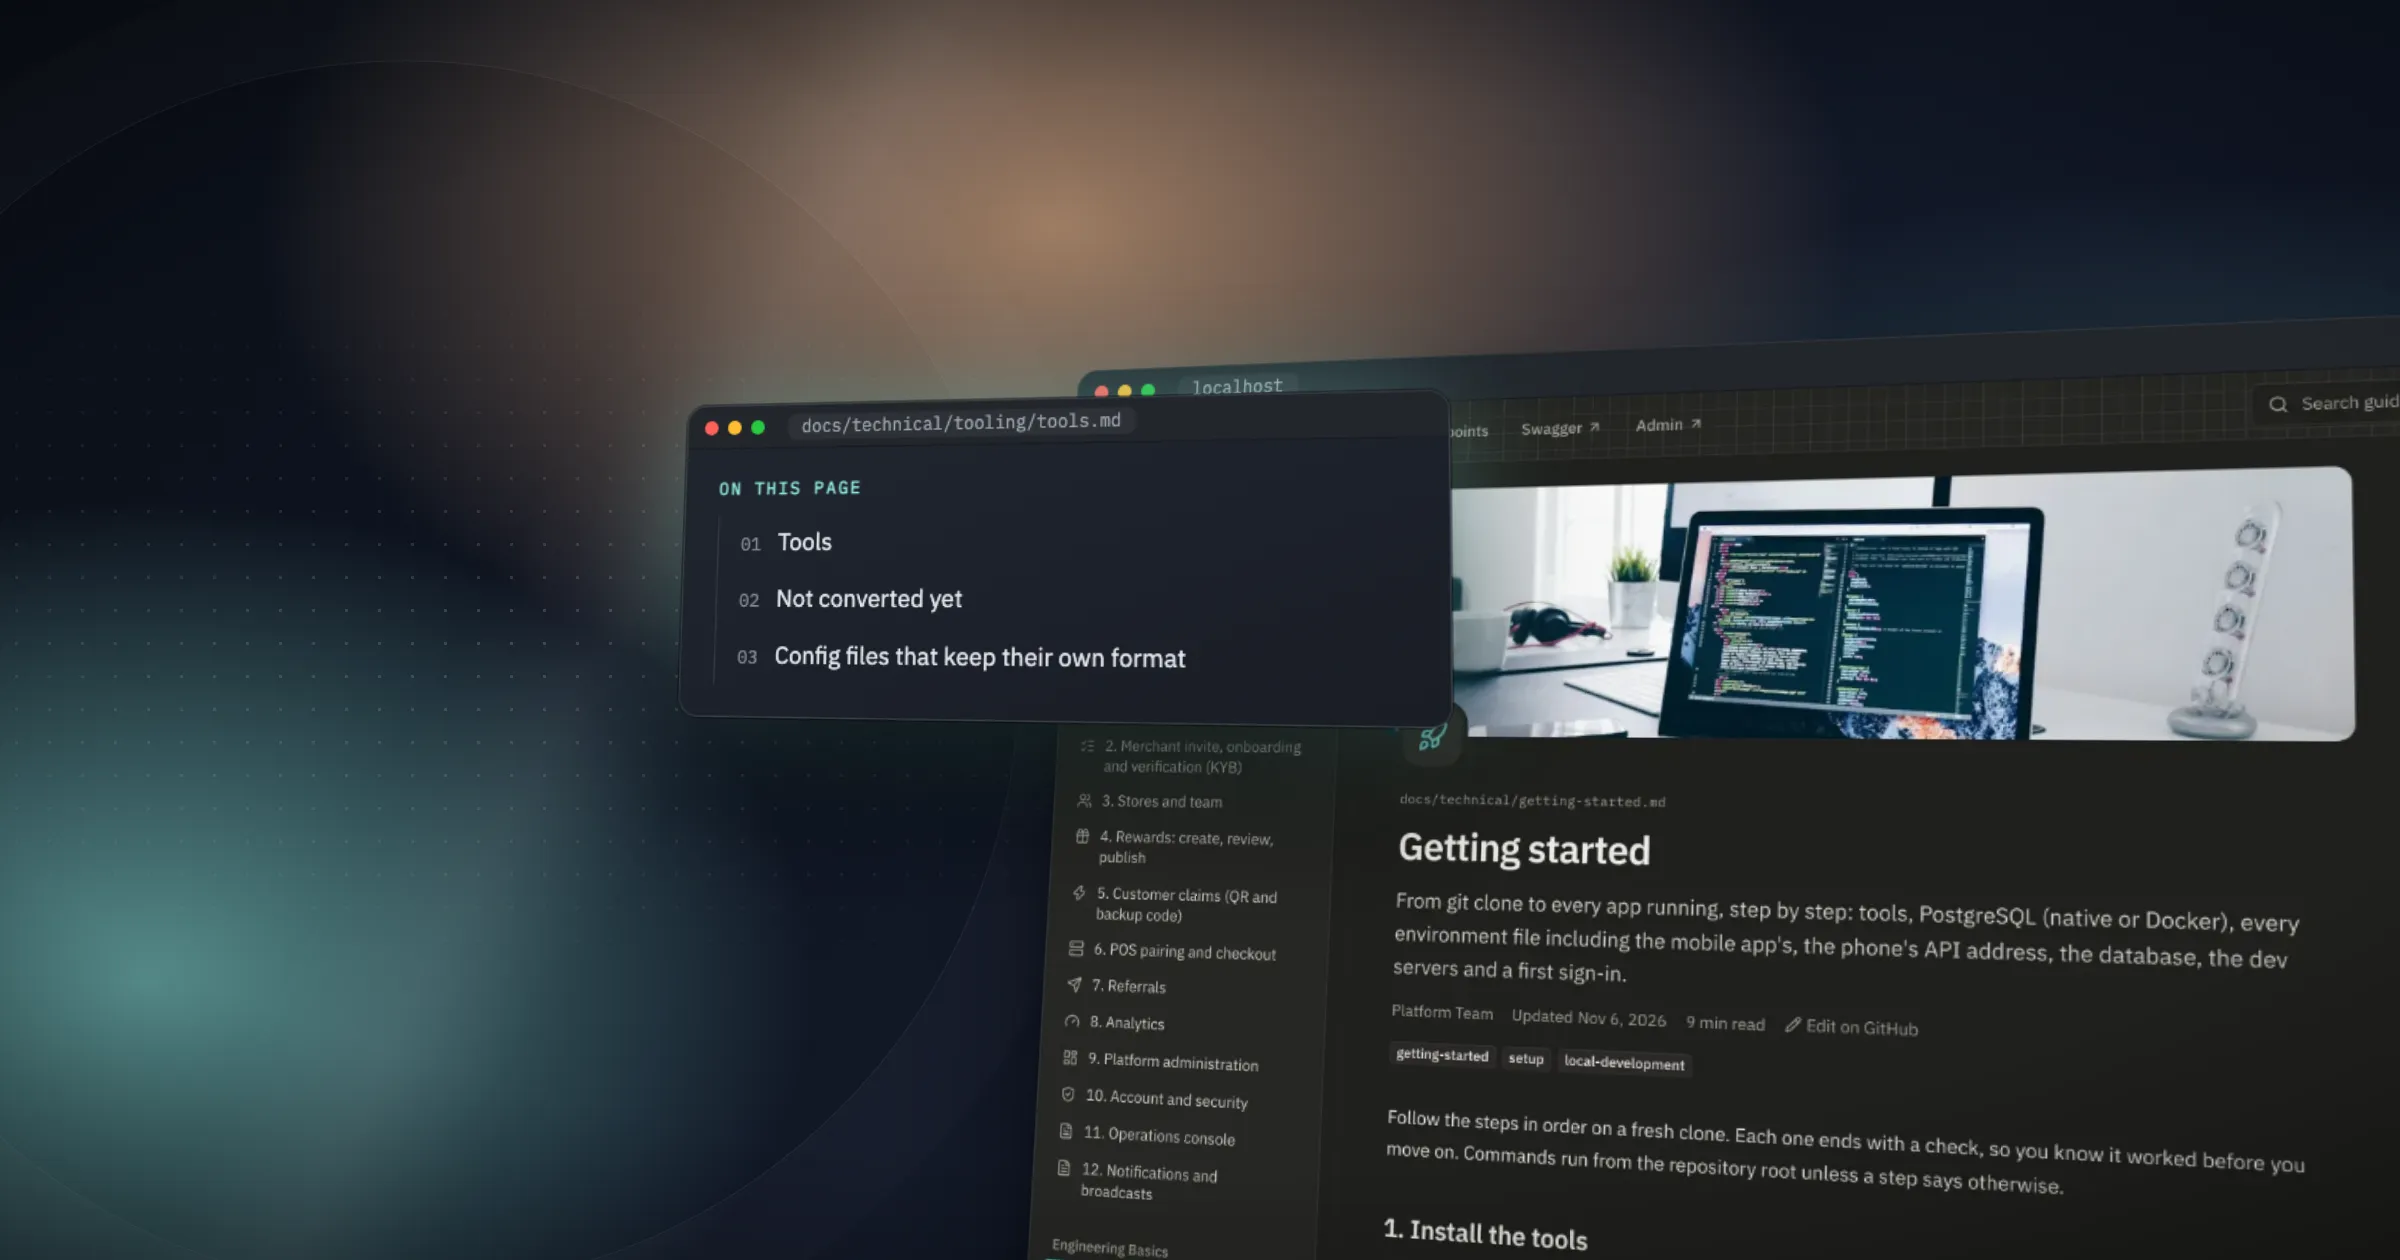 localhost
docs/technical/tooling/tools.md
ON THIS PAGE
01 Tools
02 Not converted yet
03 Config files that keep their own format
Swagger ↗
Admin ↗
Search
2. Merchant invite, onboarding
and verification (KYB)
3. Stores and team
4. Rewards: create, review,
publish
5. Customer claims (QR and
backup code)
6. POS pairing and checkout
7. Referrals
8. Analytics
9. Platform administration
10. Account and security
11. Operations console
12. Notifications and
broadcasts
Engineering Basics
docs/technical/getting-started.md
Getting started
From git clone to every app running, step by step: tools, PostgreSQL (native or Docker), every
environment file including the mobile app's, the phone's API address, the database, the dev
servers and a first sign-in.
Platform Team Updated Nov 6, 2026 9 min read Edit on GitHub
getting-started setup local-development
Follow the steps in order on a fresh clone. Each one ends with a check, so you know it worked before you
move on. Commands run from the repository root unless a step says otherwise.
1. Install the tools